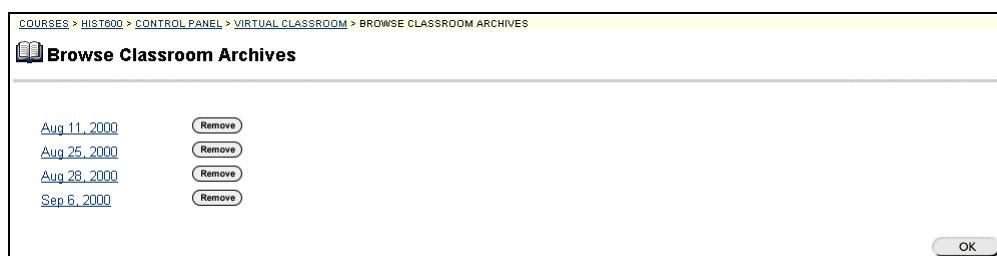 COURSES > HIST600 > CONTROL PANEL > VIRTUAL CLASSROOM > BROWSE CLASSROOM ARCHIVES
Browse Classroom Archives
Aug 11, 2000 Remove
Aug 25, 2000 Remove
Aug 28, 2000 Remove
Sep 6, 2000 Remove
OK